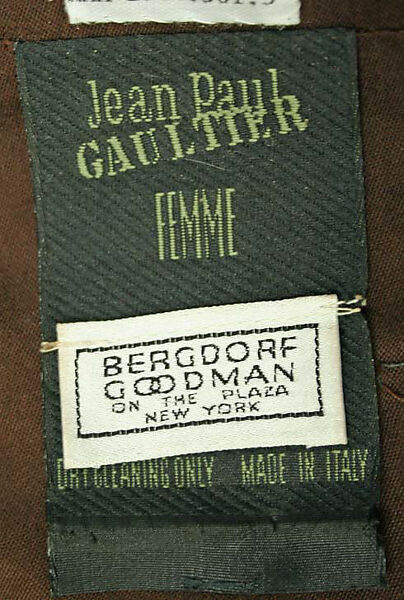 Jean Paul
GAULTIER
FEMME
BERGDORF
GOODMAN
ON THE PLAZA
NEW YORK
DRY CLEANING ONLY MADE IN ITALY